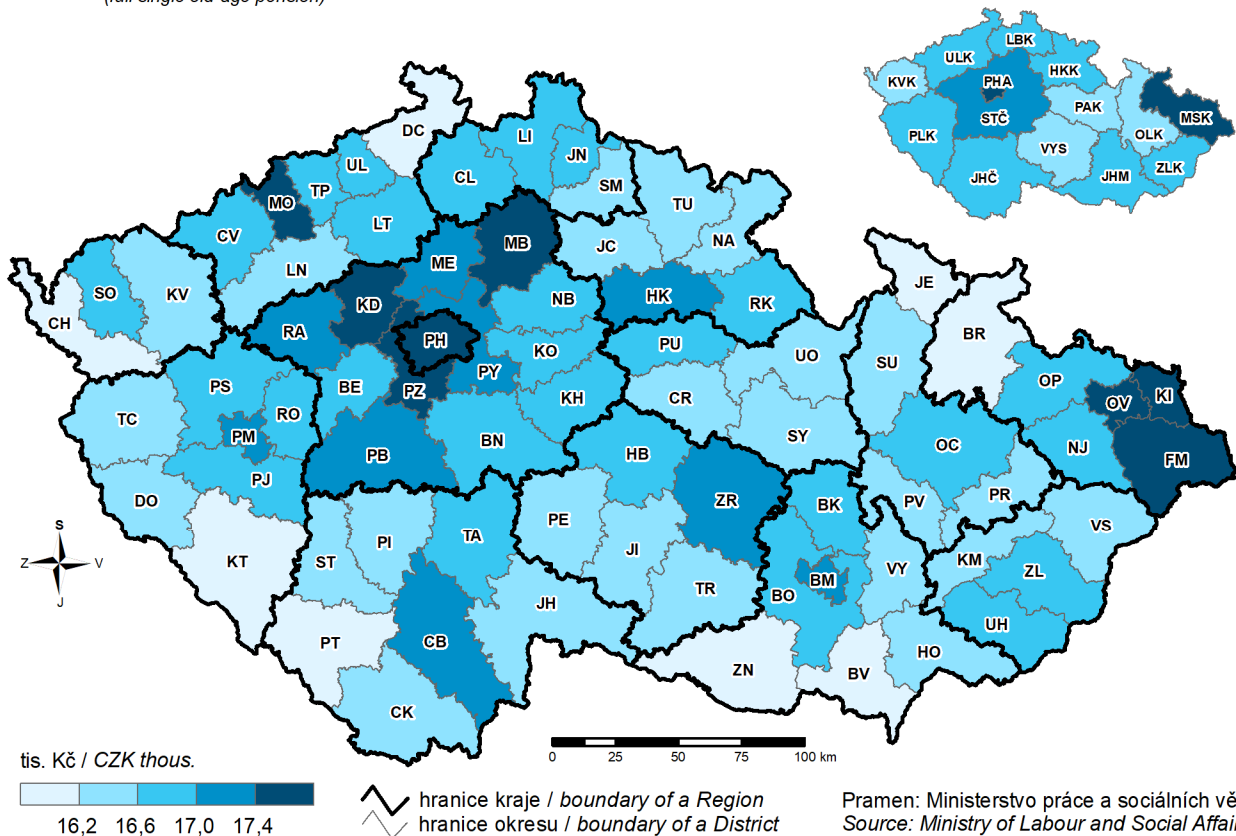 (full single old-age pension)
LBK
ULK
HKK
KVK
PHA
PAK
MSK
STČ
OLK
PLK
VYS
ZLK
JHČ
JHM
DC
LI
UL
JN
TP
CL
SM
MO
TU
LT
CV
MB
JC
NA
ME
LN
SO
KV
NB
HK
RK
JE
KD
CH
RA
PH
BR
PU
UO
KO
SU
PY
OP
PS
BE
PZ
KI
OV
KH
CR
RO
TC
PM
BN
SY
OC
NJ
PB
HB
FM
PJ
DO
ZR
PV
PR
BK
VS
PE
TA
PI
JI
KT
ST
S
Z V
J
KM
VY
ZL
BM
TR
BO
JH
UH
PT
CB
HO
ZN
BV
CK
tis. Kč / CZK thous.
16,2 16,6 17,0 17,4
0 25 50 75 100 km
hranice kraje / boundary of a Region
hranice okresu / boundary of a District
Pramen: Ministerstvo práce a sociálních vě
Source: Ministry of Labour and Social Affair